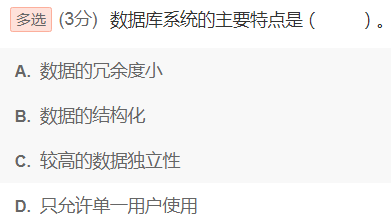 多选 (3分) 数据库系统的主要特点是（　　）。
A. 数据的冗余度小
B. 数据的结构化
C. 较高的数据独立性
D. 只允许单一用户使用